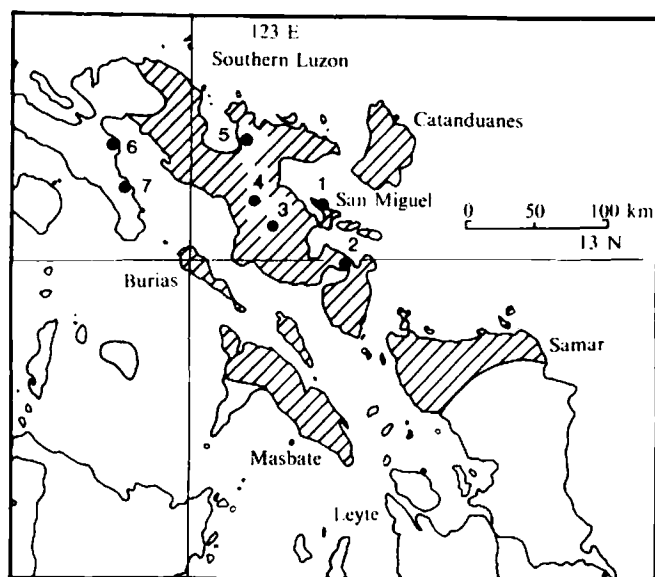 123 E
Southern Luzon
Catanduanes
5
6
7
4
1
San Miguel
3
0 50 100 km
13 N
2
Burias
Samar
Masbate
Leyte